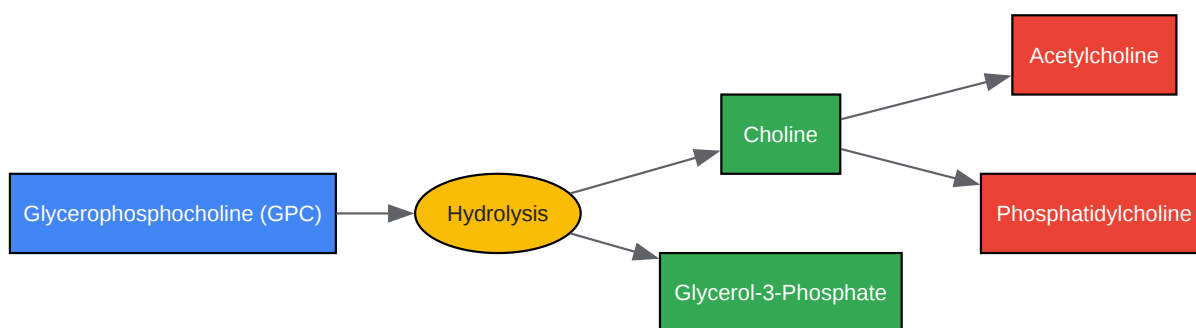 Glycerophosphocholine (GPC)
Hydrolysis
Choline
Glycerol-3-Phosphate
Acetylcholine
Phosphatidylcholine